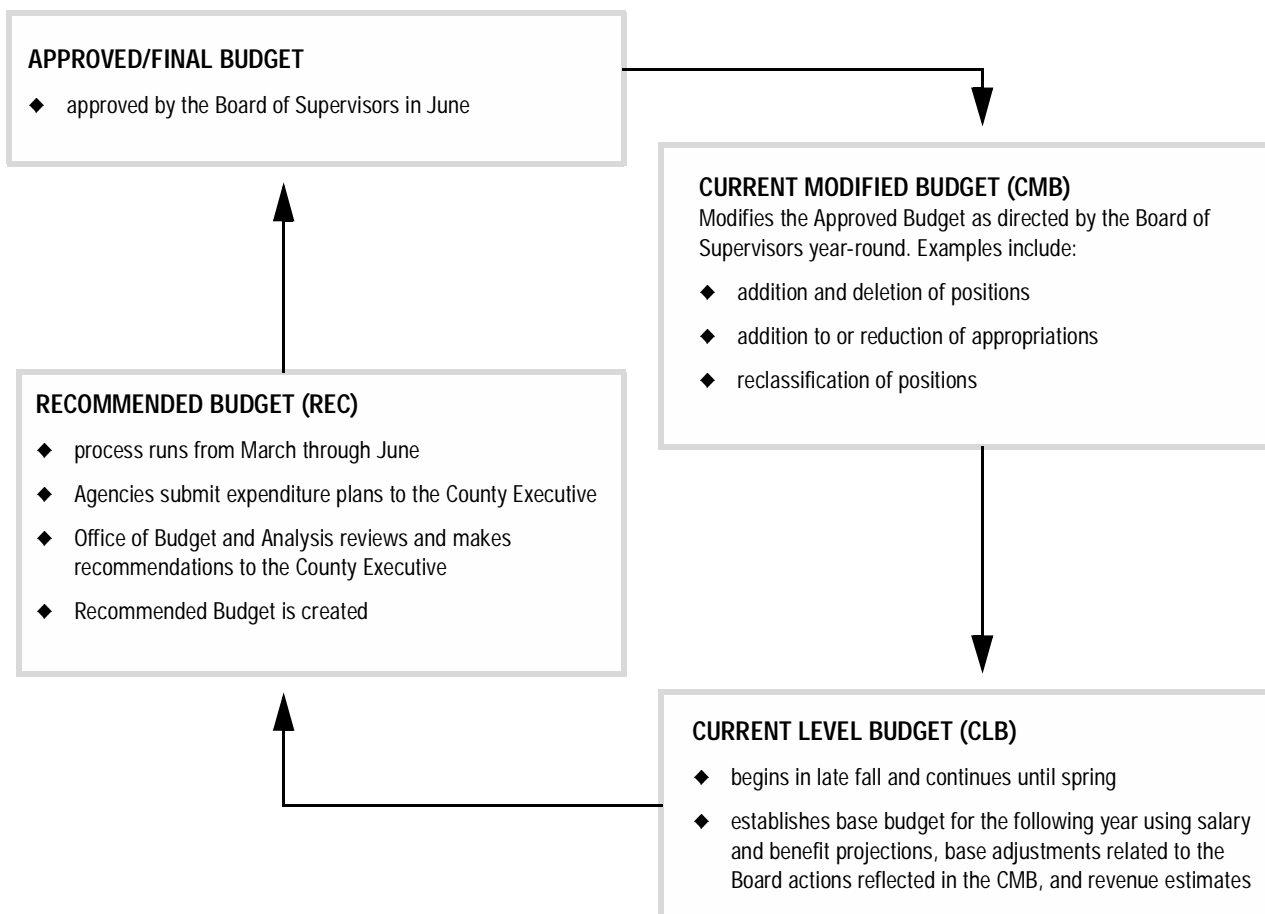 APPROVED/FINAL BUDGET
◆ approved by the Board of Supervisors in June
CURRENT MODIFIED BUDGET (CMB)
Modifies the Approved Budget as directed by the Board of
Supervisors year-round. Examples include:
◆ addition and deletion of positions
◆ addition to or reduction of appropriations
◆ reclassification of positions
RECOMMENDED BUDGET (REC)
◆ process runs from March through June
◆ Agencies submit expenditure plans to the County Executive
◆ Office of Budget and Analysis reviews and makes
recommendations to the County Executive
◆ Recommended Budget is created
CURRENT LEVEL BUDGET (CLB)
◆ begins in late fall and continues until spring
◆ establishes base budget for the following year using salary
and benefit projections, base adjustments related to the
Board actions reflected in the CMB, and revenue estimates